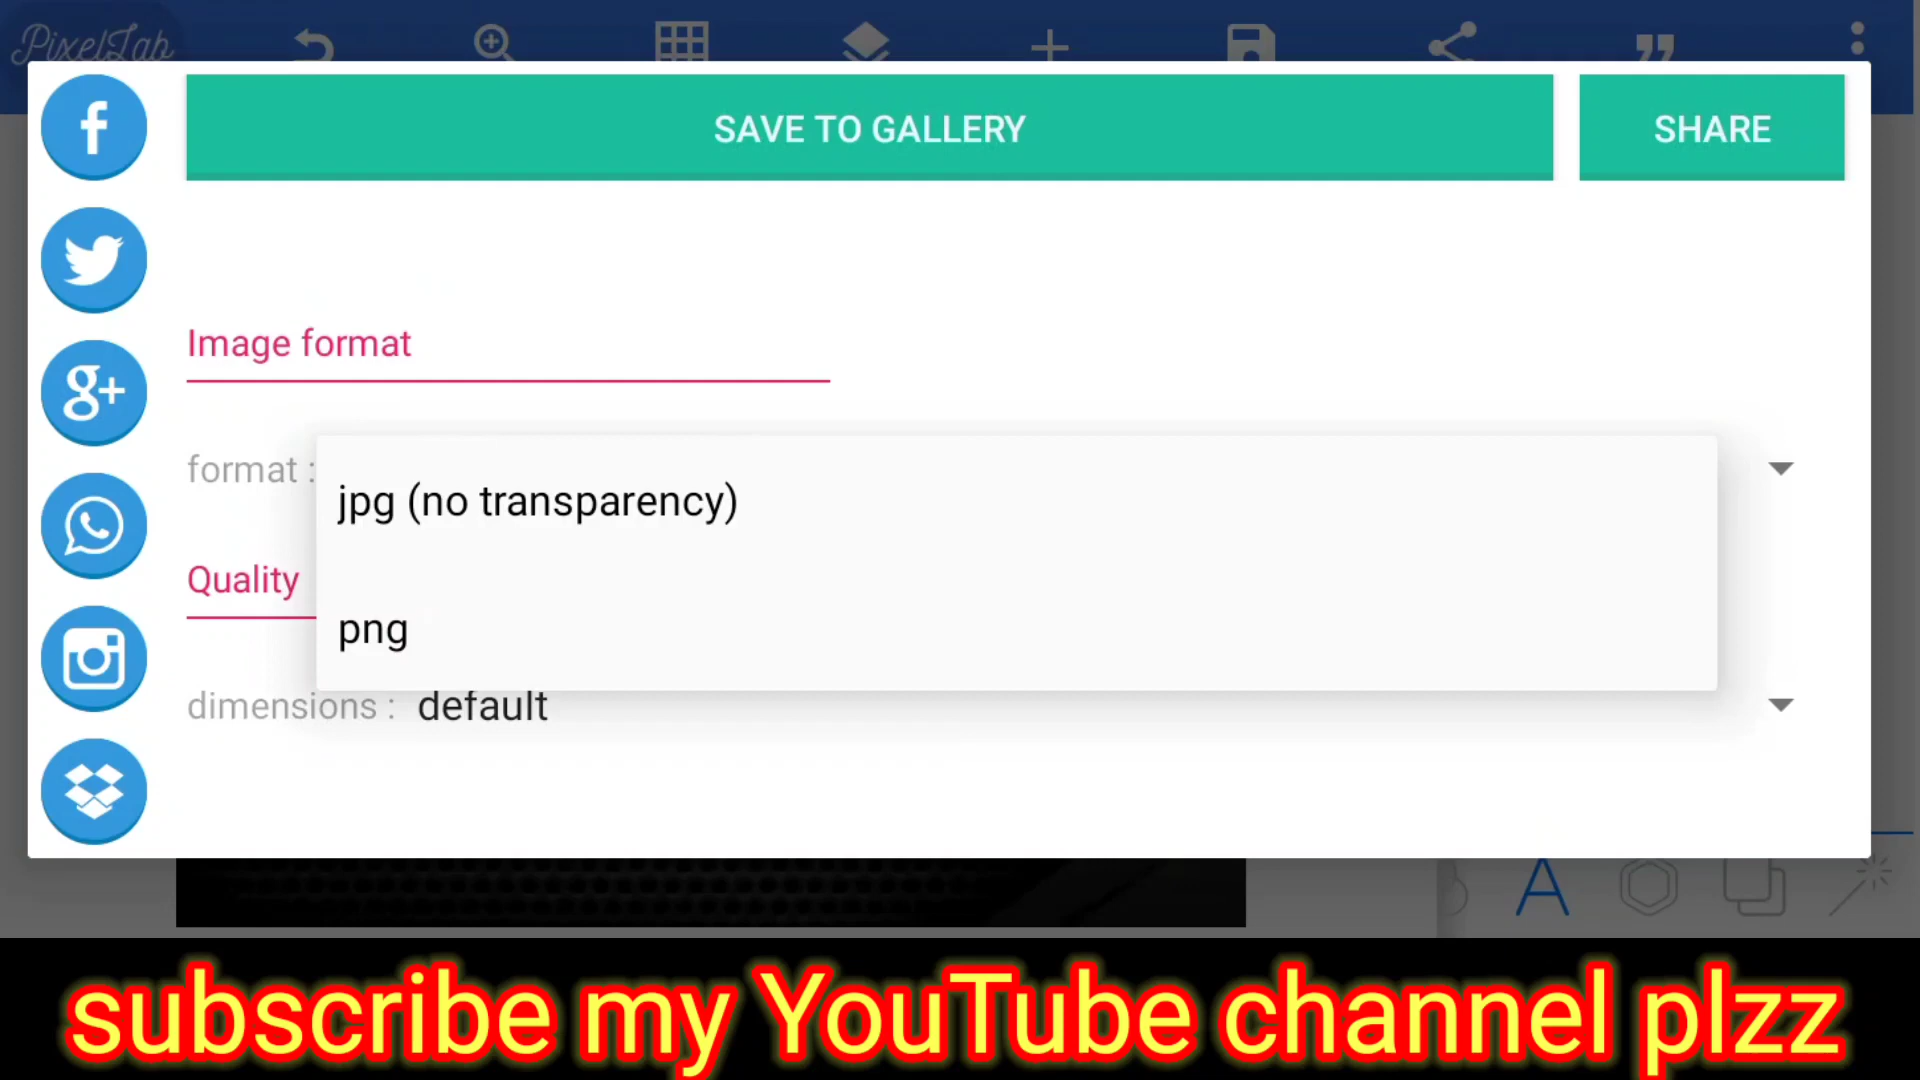 PixelLab
SAVE TO GALLERY
SHARE
Image format
format :
jpg (no transparency)
Quality
png
dimensions : default
subscribe my YouTube channel plzz